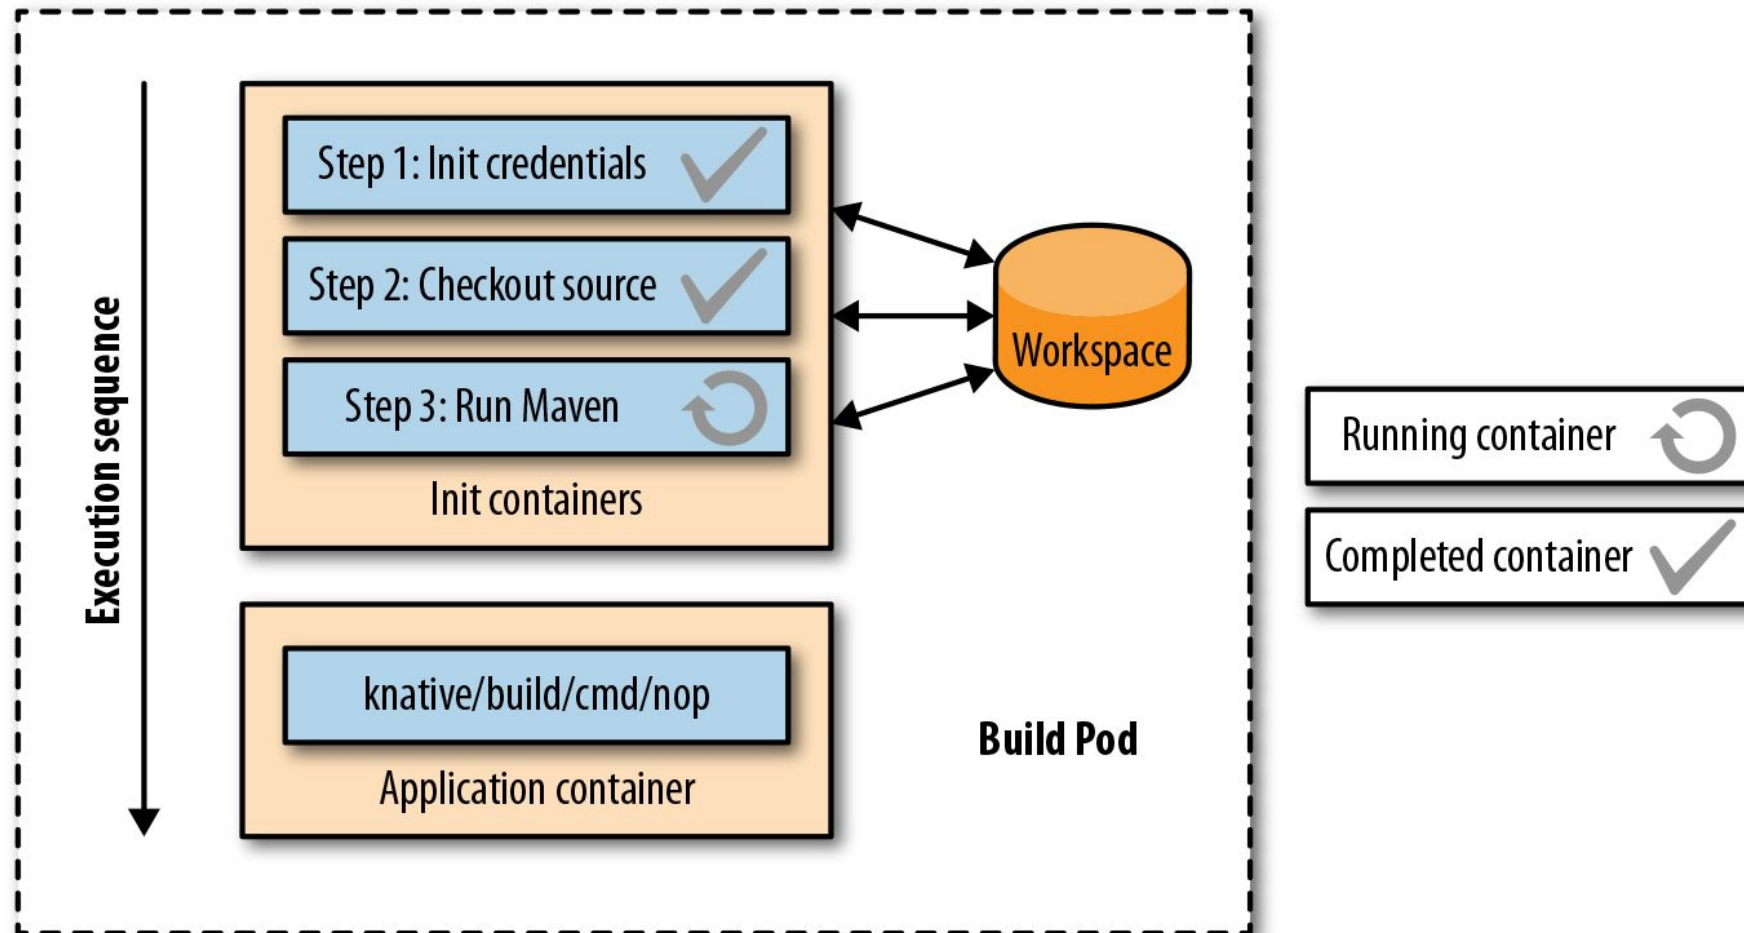 Execution sequence
Step 1: Init credentials
Step 2: Checkout source
Step 3: Run Maven
Init containers
Workspace
knative/build/cmd/nop
Application container
Build Pod
Running container
Completed container